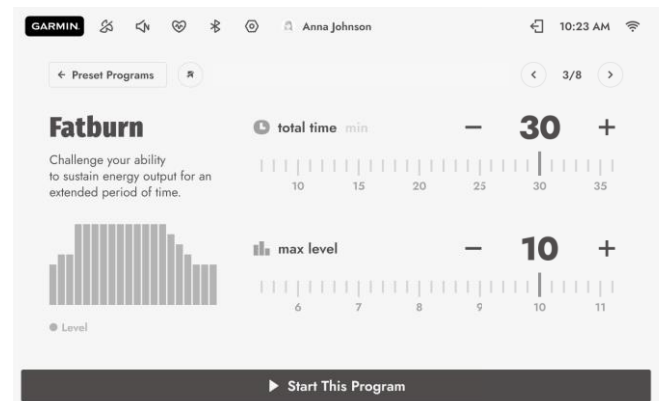 GARMIN.
Anna Johnson
10:23 AM
← Preset Programs
3/8
Fatburn
Challenge your ability
to sustain energy output for an
extended period of time.
Level
total time min
30
10 15 20 25 30 35
max level
10
6 7 8 9 10 11
Start This Program